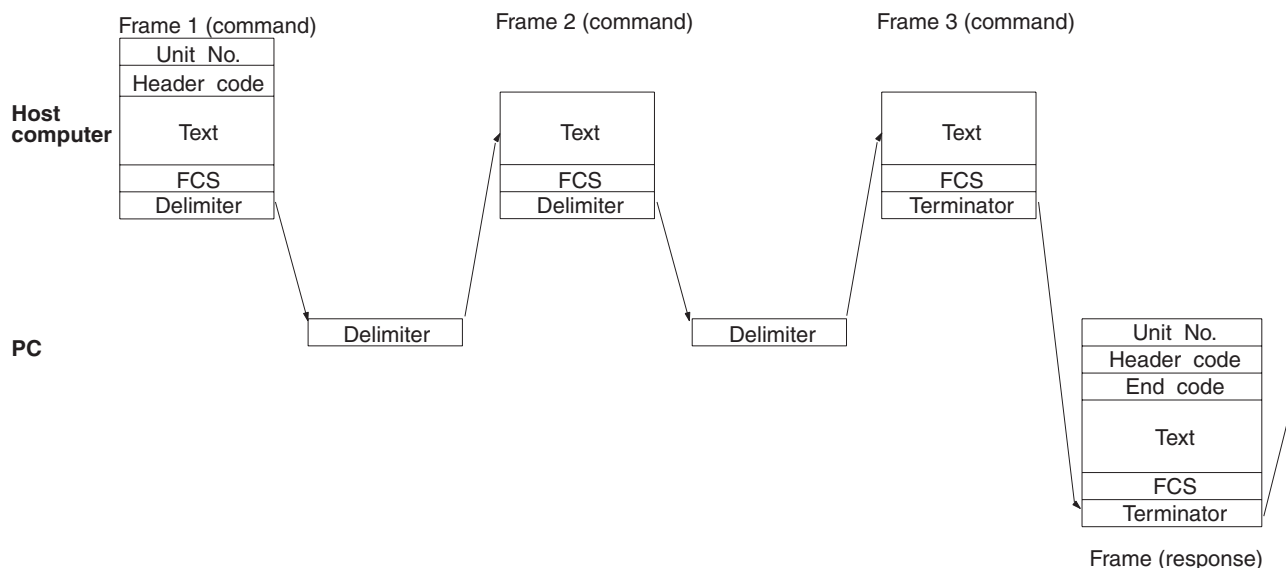 Frame 1 (command)
Unit No.
Header code
Text
FCS
Delimiter
Frame 2 (command)
Text
FCS
Delimiter
Frame 3 (command)
Text
FCS
Terminator
Host
computer
Delimiter
Delimiter
PC
Unit No.
Header code
End code
Text
FCS
Terminator
Frame (response)